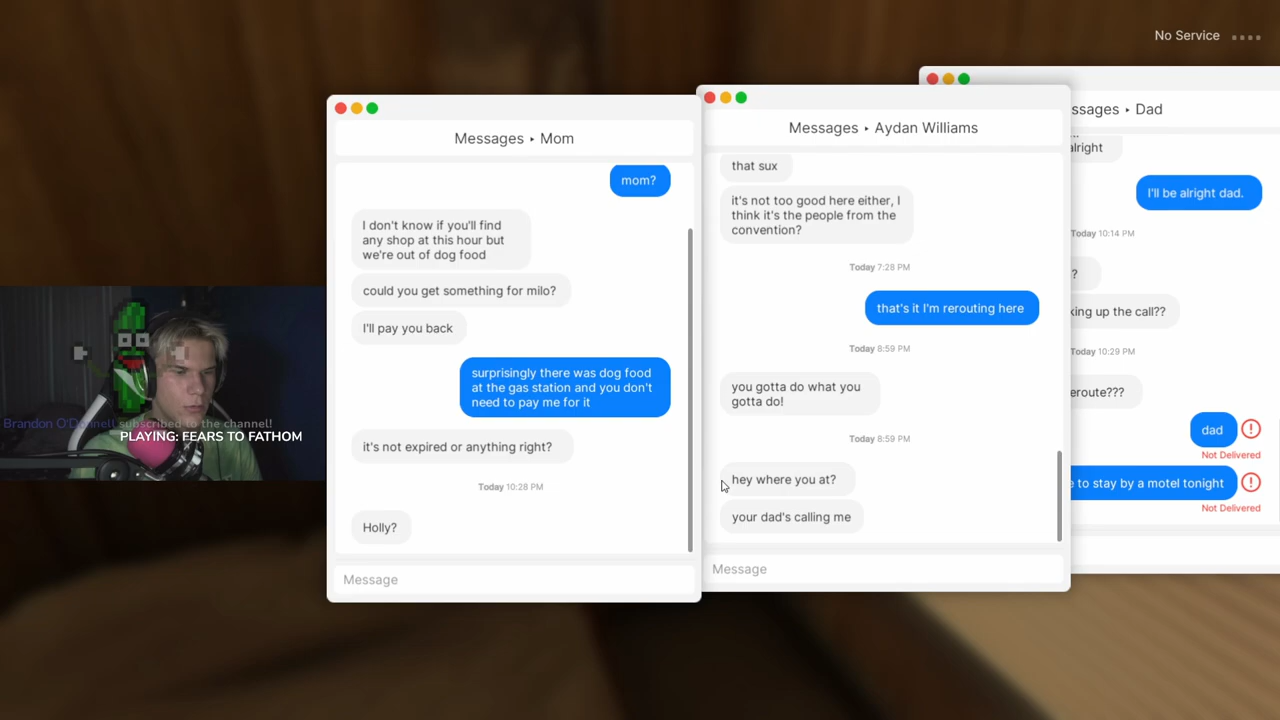 No Service
Messages ▸ Mom
mom?
I don't know if you'll find
any shop at this hour but
we're out of dog food
could you get something for milo?
I'll pay you back
surprisingly there was dog food
at the gas station and you don't
need to pay me for it
it's not expired or anything right?
Today 10:28 PM
Holly?
Message
Messages ▸ Aydan Williams
that sux
it's not too good here either, I
think it's the people from the
convention?
Today 7:28 PM
that's it I'm rerouting here
Today 8:59 PM
you gotta do what you
gotta do!
Today 8:59 PM
hey where you at?
your dad's calling me
Message
ssages ▸ Dad
alright
I'll be alright dad.
Today 10:14 PM
?
king up the call??
Today 10:29 PM
eroute???
dad
Not Delivered
e to stay by a motel tonight
Not Delivered
Brandon O'Donnell subscribed to the channel!
PLAYING: FEARS TO FATHOM